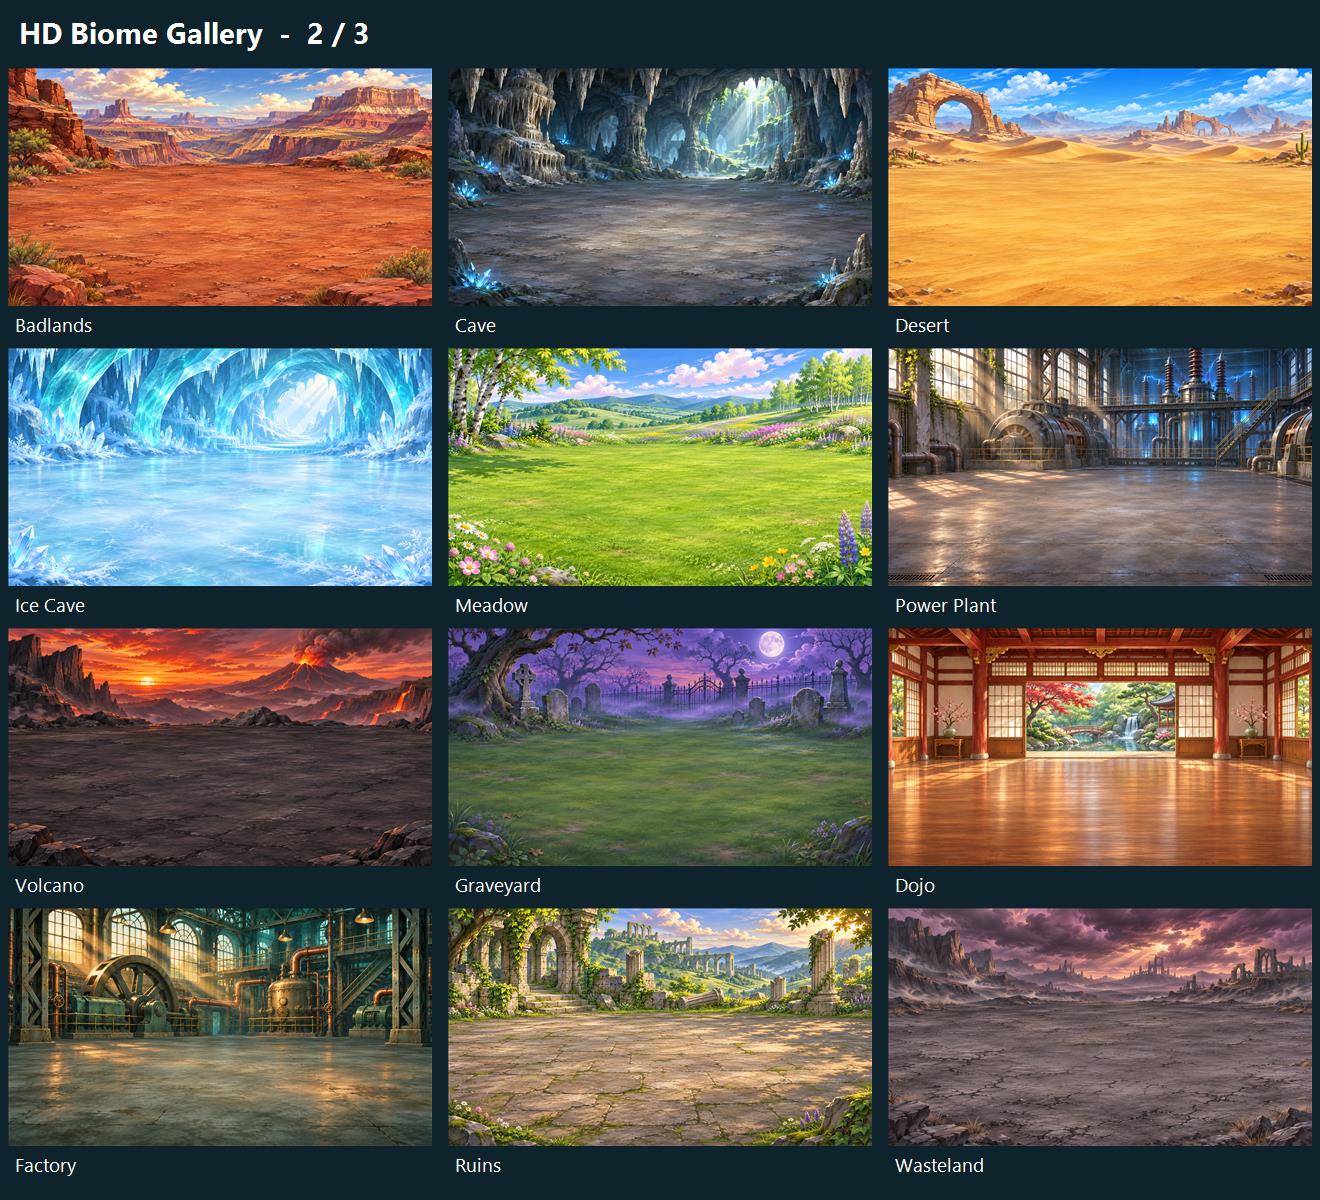 HD Biome Gallery - 2 / 3
Badlands
Cave
Desert
Ice Cave
Meadow
Power Plant
Volcano
Graveyard
Dojo
Factory
Ruins
Wasteland